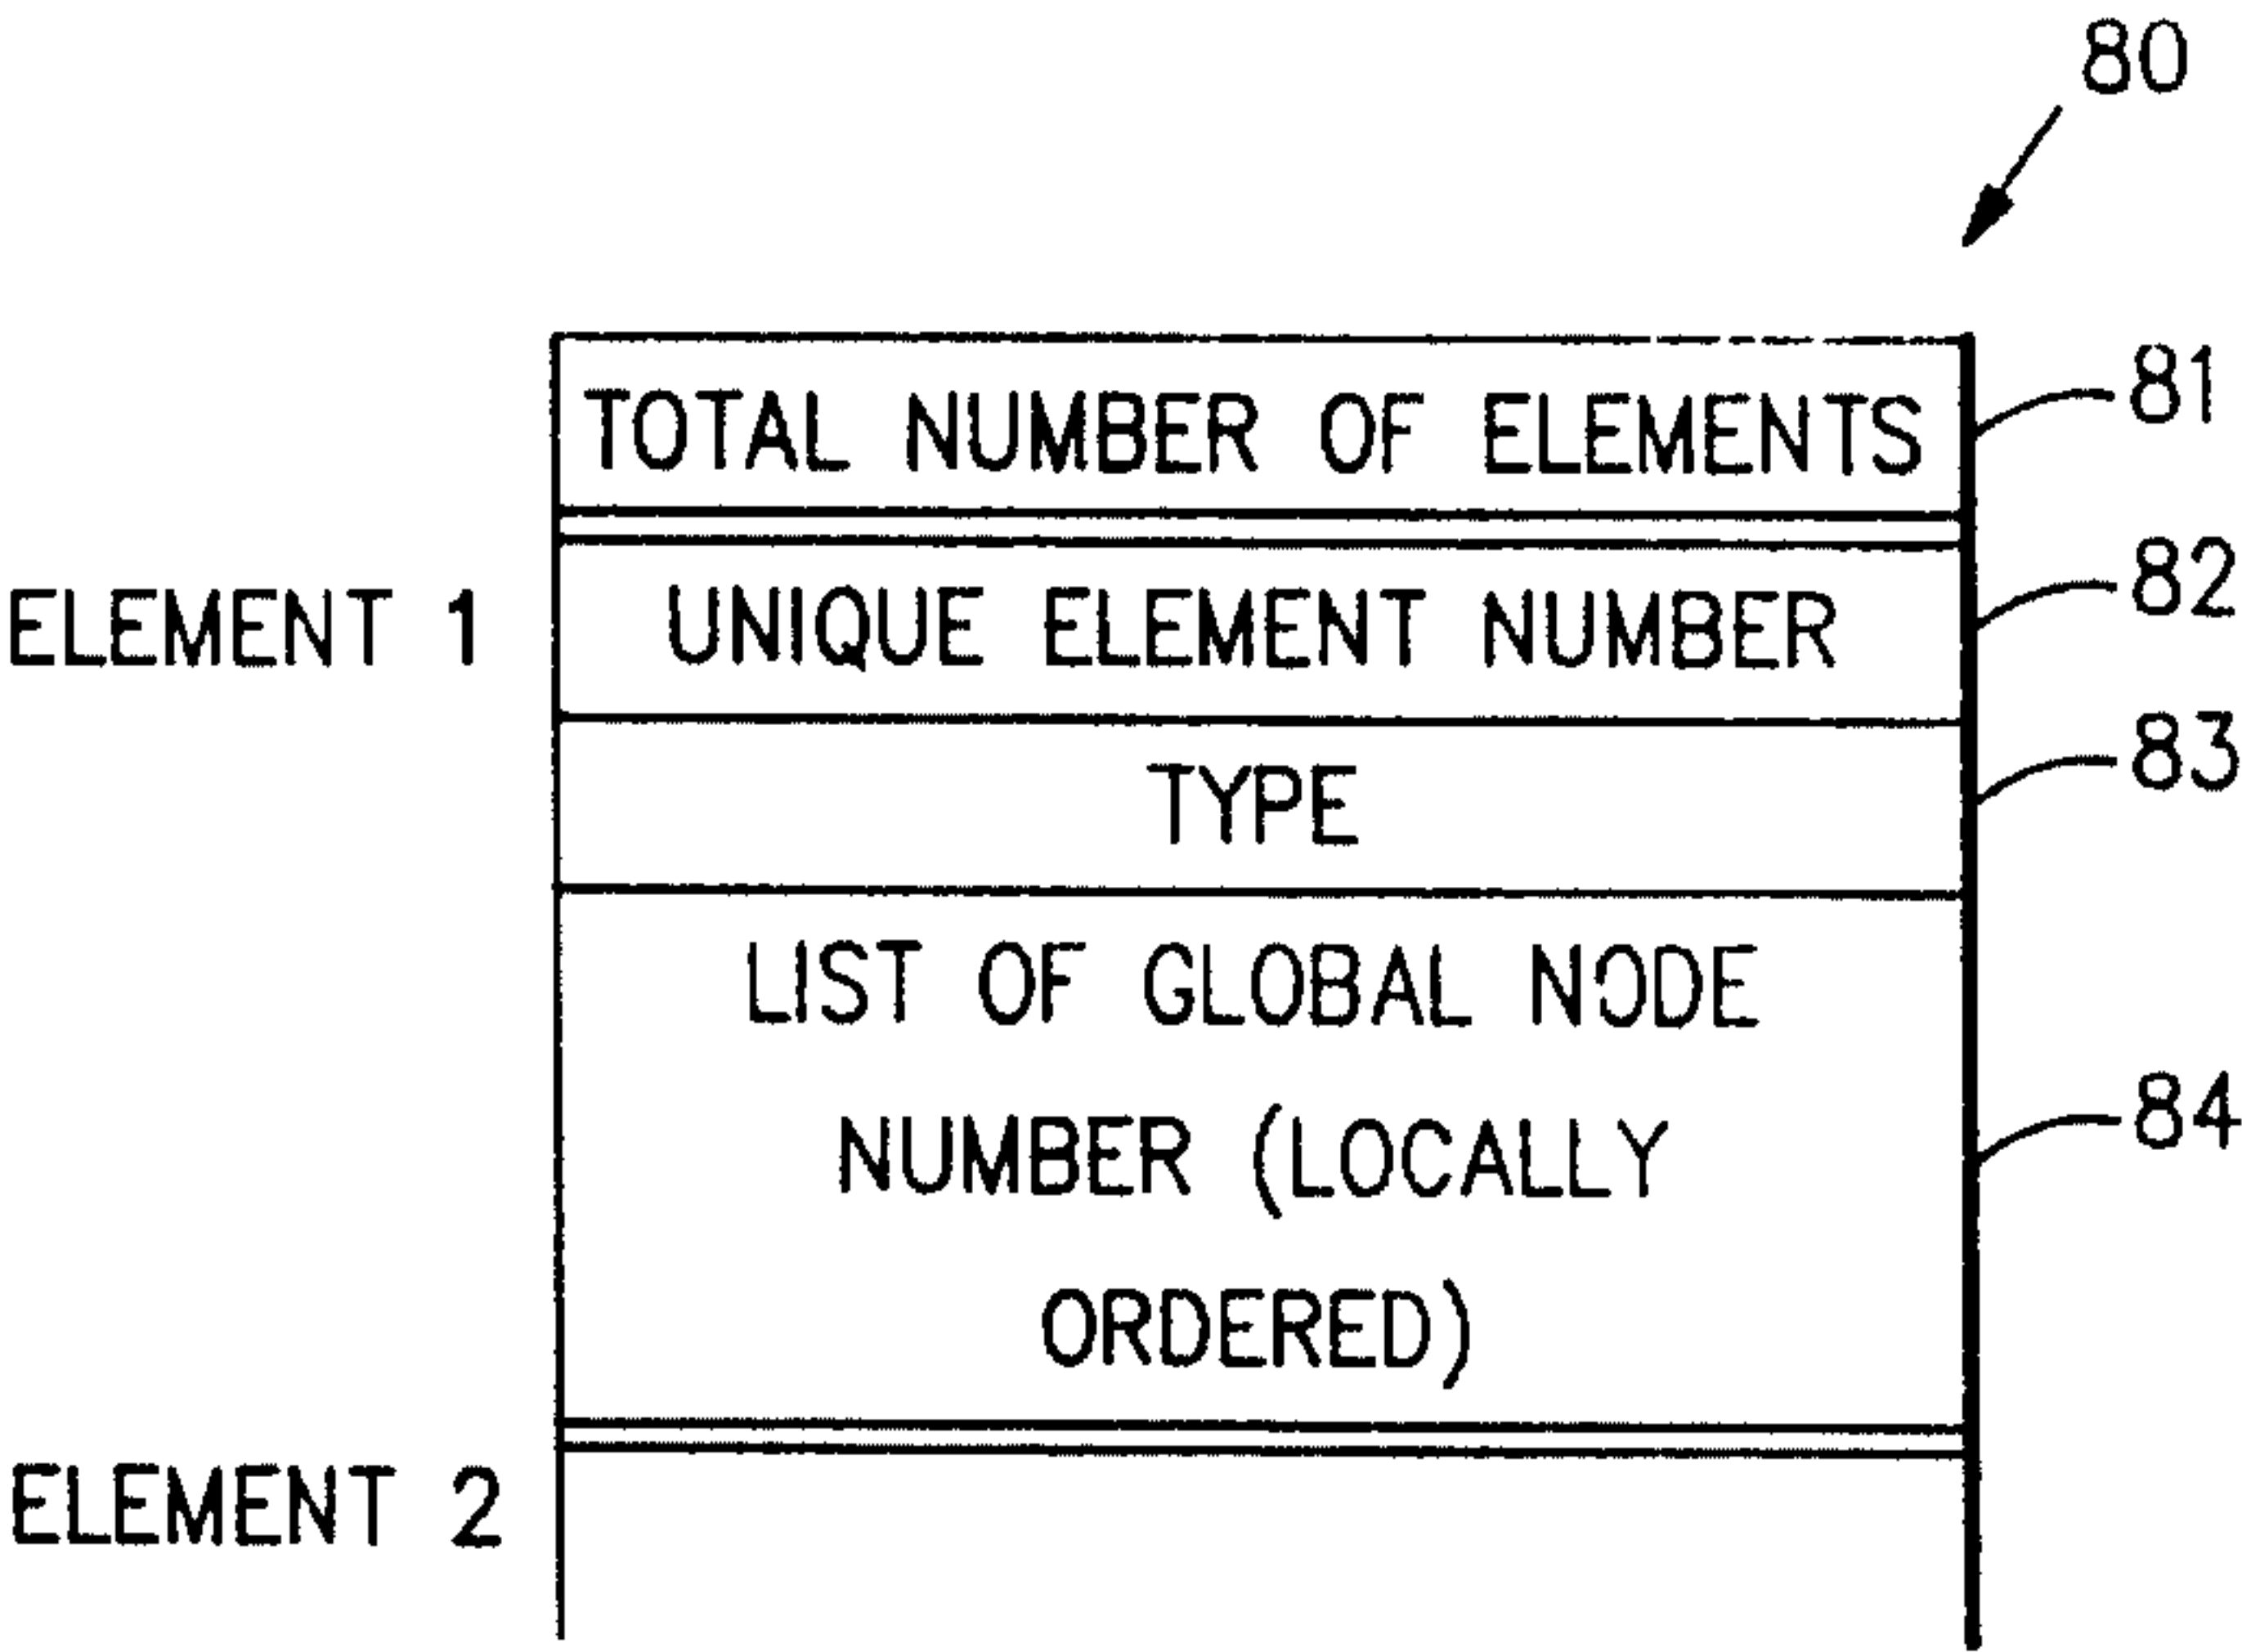 80
TOTAL NUMBER OF ELEMENTS 81
ELEMENT 1 UNIQUE ELEMENT NUMBER 82
TYPE 83
LIST OF GLOBAL NODE
NUMBER (LOCALLY 84
ORDERED)
ELEMENT 2